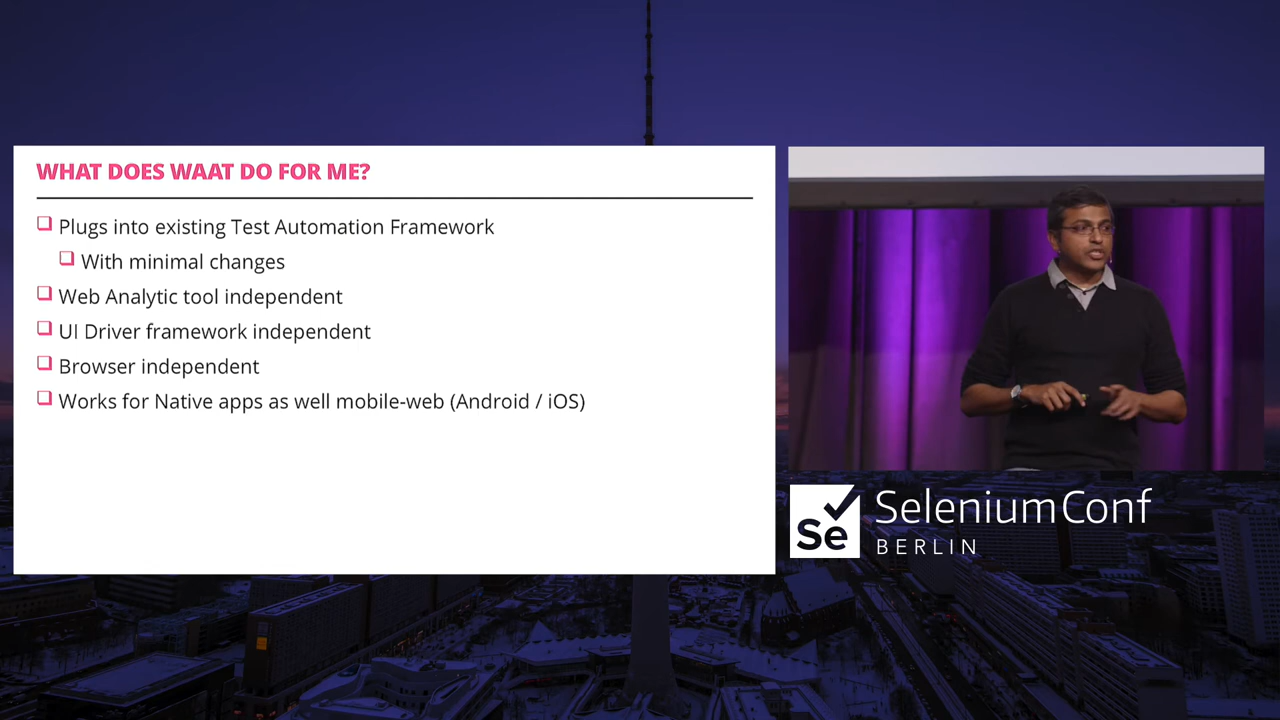 WHAT DOES WAAT DO FOR ME?
Plugs into existing Test Automation Framework
With minimal changes
Web Analytic tool independent
UI Driver framework independent
Browser independent
Works for Native apps as well mobile-web (Android / iOS)
Se
SeleniumConf
BERLIN